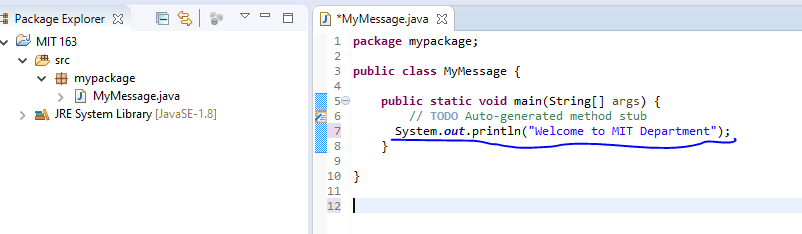 Package Explorer
MIT 163
src
mypackage
MyMessage.java
JRE System Library [JavaSE-1.8]
*MyMessage.java
1 package mypackage;
2
3 public class MyMessage {
4
5 public static void main(String[] args) {
6 // TODO Auto-generated method stub
7 System.out.println("Welcome to MIT Department");
8 }
9
10 }
11
12